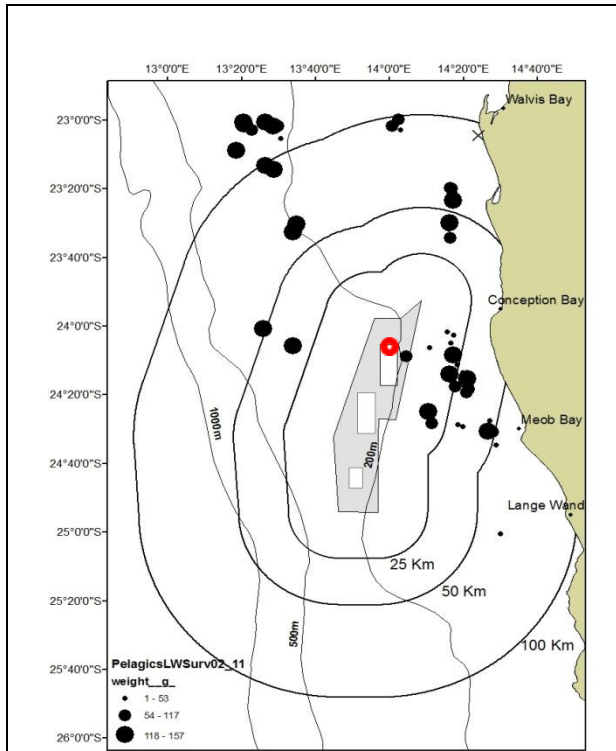 13°0'0"E 13°20'0"E 13°40'0"E 14°0'0"E 14°20'0"E 14°40'0"E
Walvis Bay
23°0'0"S
23°20'0"S
23°40'0"S
Conception Bay
24°0'0"S
24°20'0"S
Meob Bay
1000m
200m
24°40'0"S
Lange Wand
25°0'0"S
25 Km
50 Km
25°20'0"S
500m
100 Km
25°40'0"S
PelagicsLWSurv02_11
weight__g_
1 - 53
54 - 117
118 - 157
26°0'0"S